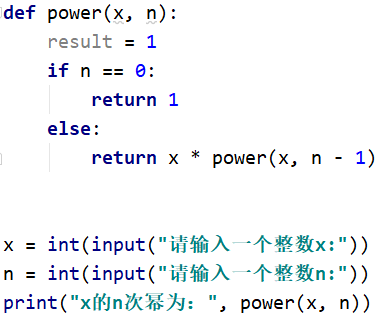 def power(x, n):
    result = 1
    if n == 0:
        return 1
    else:
        return x * power(x, n - 1)
x = int(input("请输入一个整数x:"))
n = int(input("请输入一个整数n:"))
print("x的n次幂为：", power(x, n))